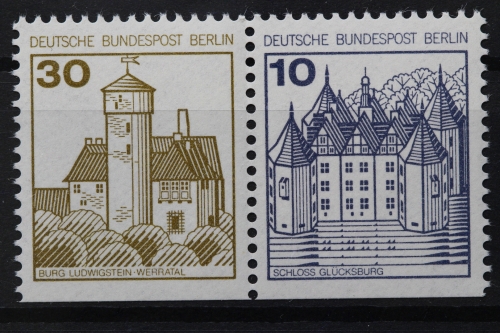 DEUTSCHE BUNDESPOST BERLIN
30
BURG LUDWIGSTEIN·WERRATAL
DEUTSCHE BUNDESPOST BERLIN
10
SCHLOSS GLÜCKSBURG